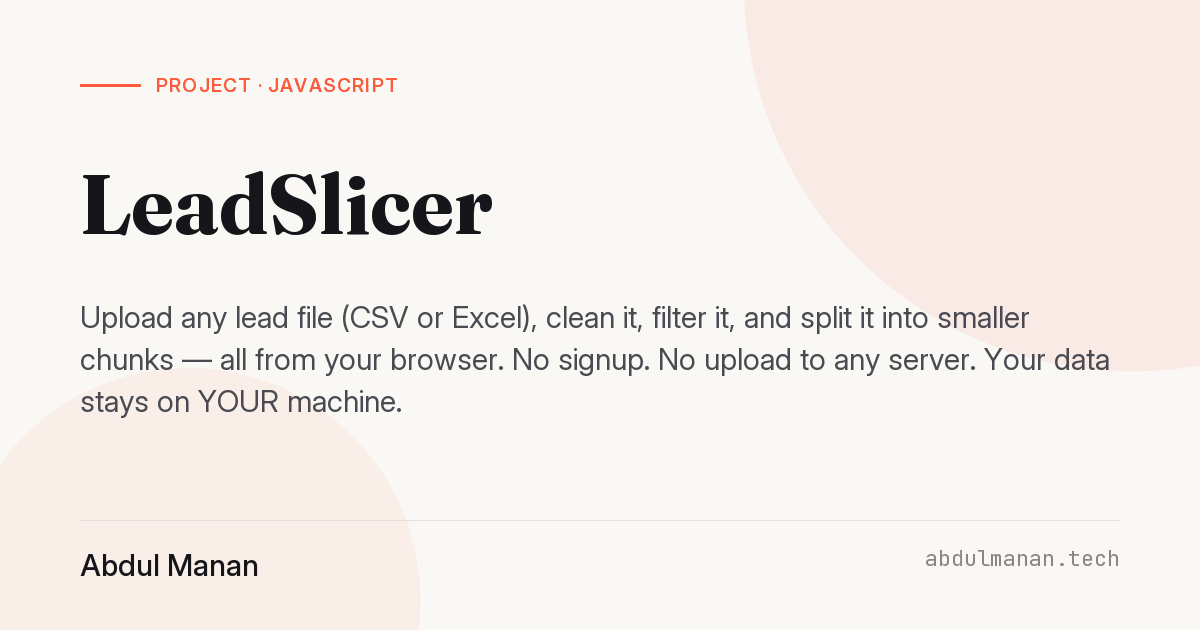 PROJECT · JAVASCRIPT
LeadSlicer
Upload any lead file (CSV or Excel), clean it, filter it, and split it into smaller
chunks — all from your browser. No signup. No upload to any server. Your data
stays on YOUR machine.
Abdul Manan
abdulmanan.tech